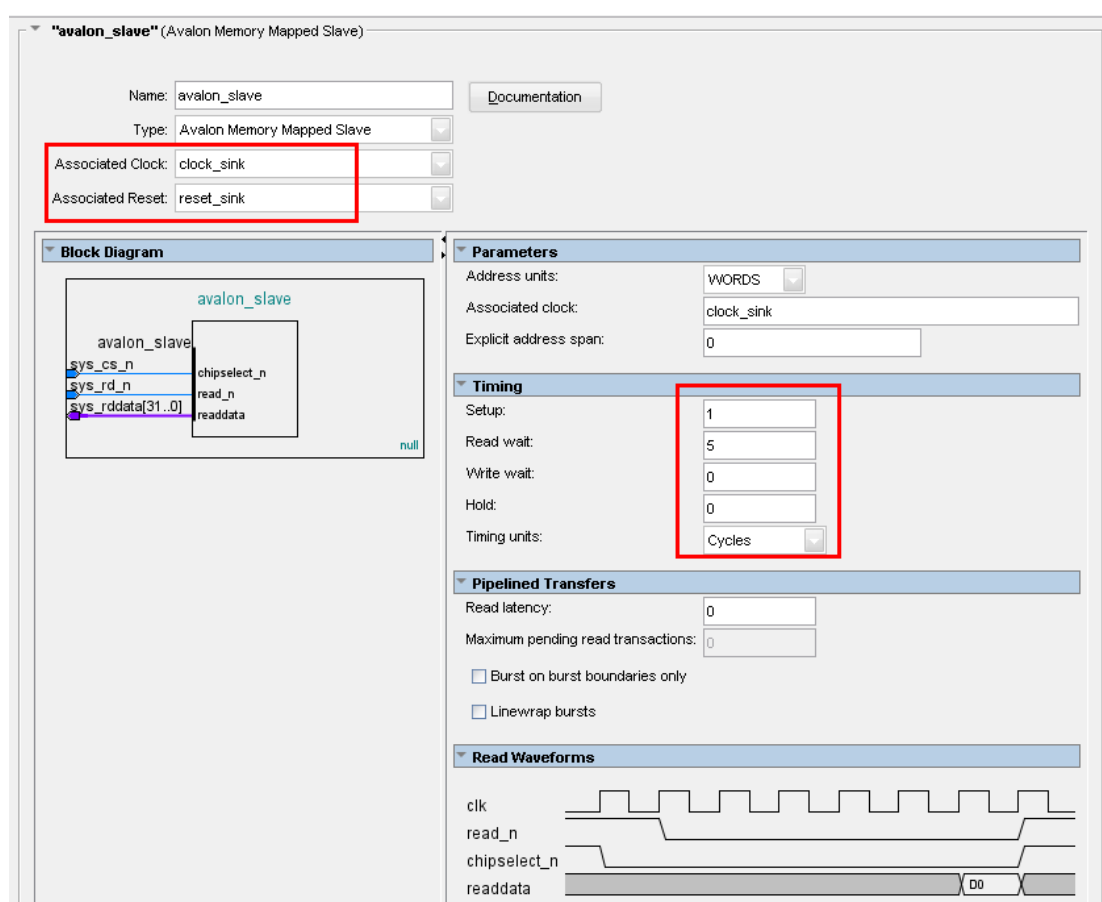 "avalon_slave" (Avalon Memory Mapped Slave)
Name: avalon_slave Documentation
Type: Avalon Memory Mapped Slave
Associated Clock: clock_sink
Associated Reset: reset_sink
Block Diagram
avalon_slave
avalon_slave
sys_cs_n chipselect_n
sys_rd_n read_n
sys_rddata[31..0] readdata
null
Parameters
Address units: WORDS
Associated clock: clock_sink
Explicit address span: 0
Timing
Setup: 1
Read wait: 5
Write wait: 0
Hold: 0
Timing units: Cycles
Pipelined Transfers
Read latency: 0
Maximum pending read transactions: 0
Burst on burst boundaries only
Linewrap bursts
Read Waveforms
clk
read_n
chipselect_n
readdata D0